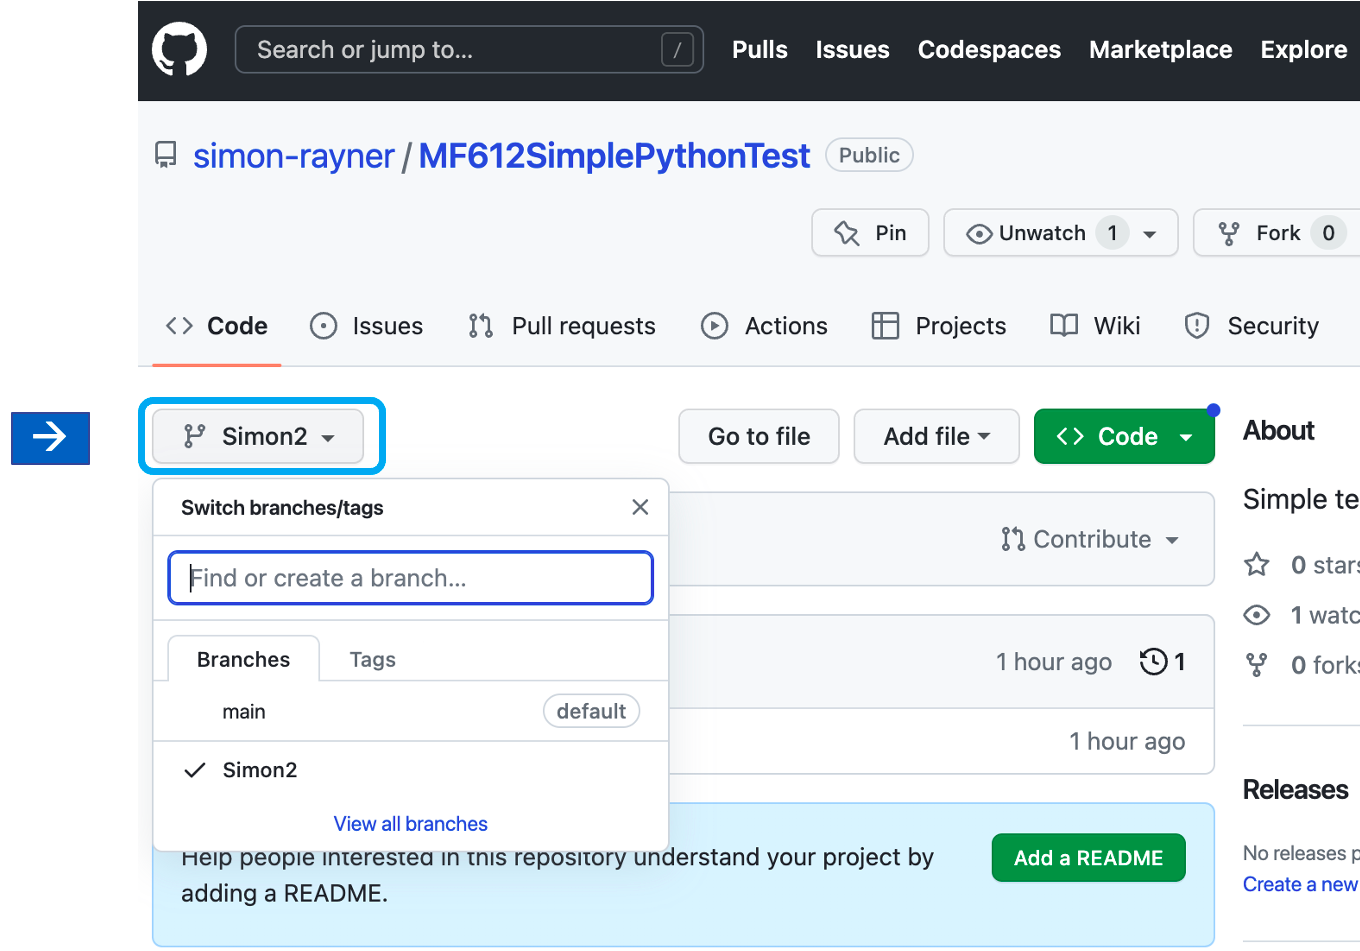 Search or jump to... /
Pulls Issues Codespaces Marketplace Explore
simon-rayner / MF612SimplePythonTest Public
Pin Unwatch 1 Fork 0
Code Issues Pull requests Actions Projects Wiki Security
Simon2 Go to file Add file Code About
Switch branches/tags
Simple te
Find or create a branch...
Contribute
0 stars
1 watc
Branches Tags
1 hour ago 1
0 forks
main default
1 hour ago
Simon2
Releases
View all branches
Help people interested in this repository understand your project by
adding a README.
Add a README
No releases p
Create a new